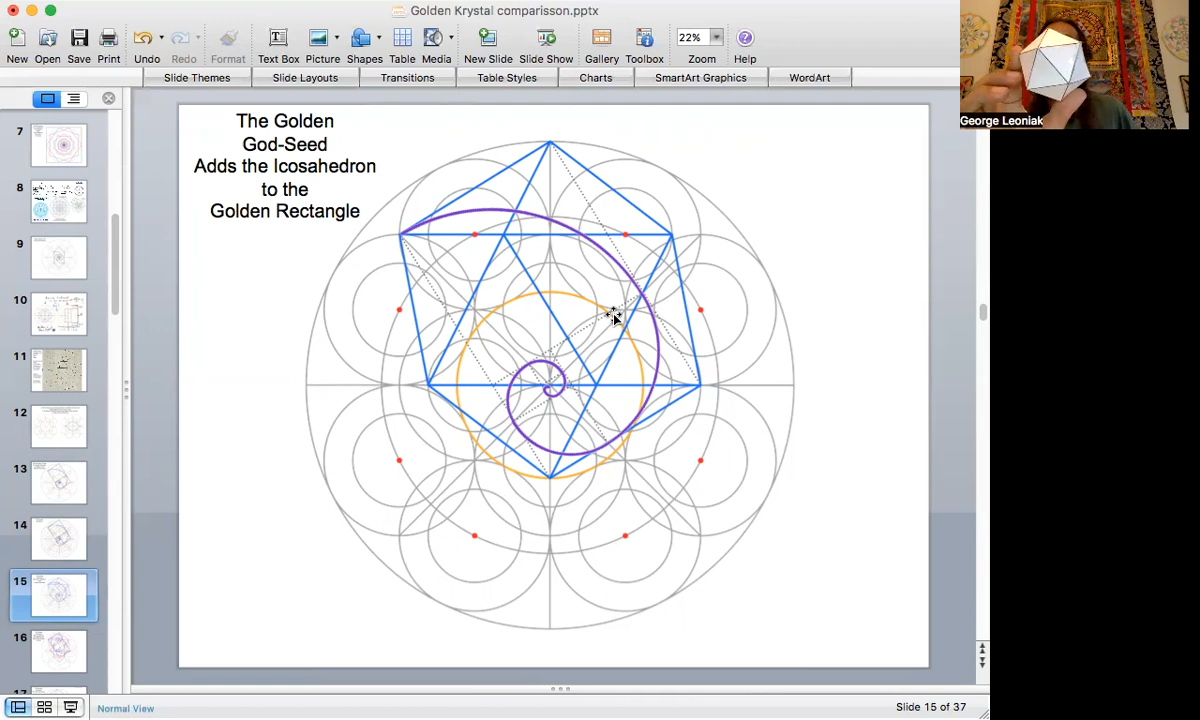 Golden Krystal comparisson.pptx
New Open Save Print Undo Redo Format Text Box Picture Shapes Table Media New Slide Slide Show Gallery Toolbox 22% Zoom Help
Slide Themes Slide Layouts Transitions Table Styles Charts SmartArt Graphics WordArt
George Leoniak
The Golden
God-Seed
Adds the Icosahedron
to the
Golden Rectangle
7
8
9
10
11
12
13
14
15
16
17
Normal View
Slide 15 of 37